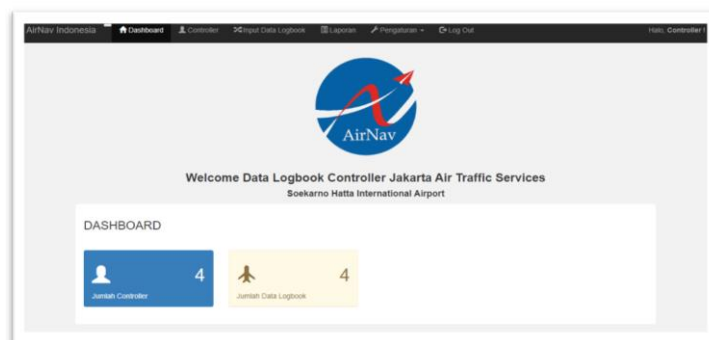 AirNav Indonesia Dashboard Controller Input Data Logbook Laporan Pengaturan Log Out Halo, Controller !
AirNav
Welcome Data Logbook Controller Jakarta Air Traffic Services
Soekarno Hatta International Airport
DASHBOARD
4
Jumlah Controller
4
Jumlah Data Logbook